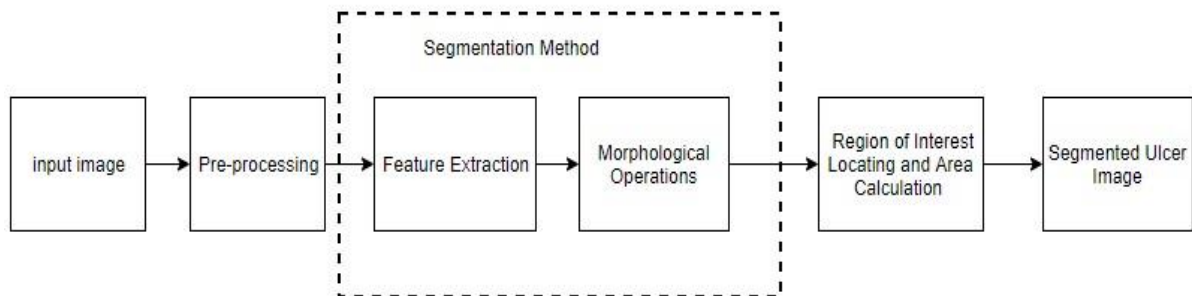 Segmentation Method
input image
Pre-processing
Feature Extraction
Morphological
Operations
Region of Interest
Locating and Area
Calculation
Segmented Ulcer
Image